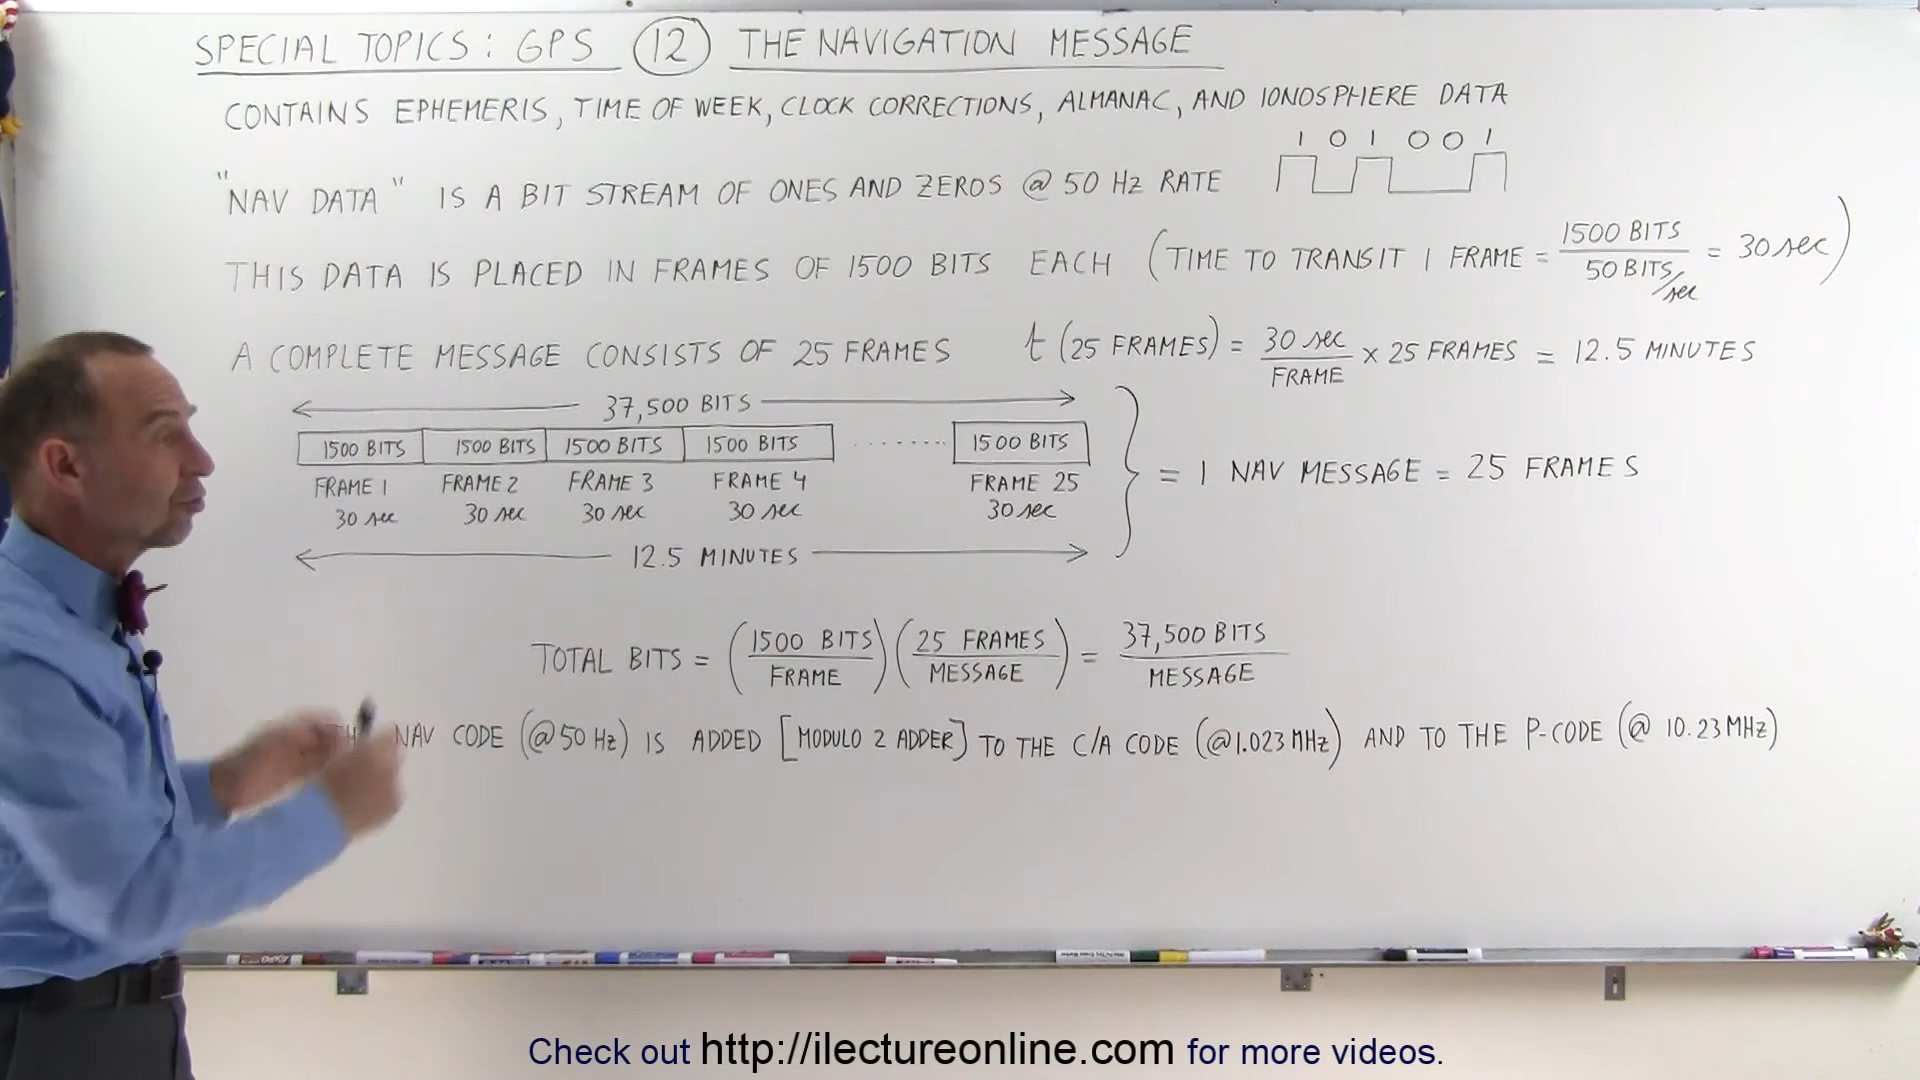 SPECIAL TOPICS: GPS 12 THE NAVIGATION MESSAGE
CONTAINS EPHEMERIS, TIME OF WEEK, CLOCK CORRECTIONS, ALMANAC, AND IONOSPHERE DATA
1 0 1 0 0 1
"NAV DATA" IS A BIT STREAM OF ONES AND ZEROS @ 50 Hz RATE
THIS DATA IS PLACED IN FRAMES OF 1500 BITS EACH (TIME TO TRANSIT 1 FRAME = 1500 BITS / 50 BITS/sec = 30 sec)
A COMPLETE MESSAGE CONSISTS OF 25 FRAMES t (25 FRAMES) = 30 sec / FRAME x 25 FRAMES = 12.5 MINUTES
37,500 BITS
1500 BITS 1500 BITS 1500 BITS 1500 BITS ........ 1500 BITS
= 1 NAV MESSAGE = 25 FRAMES
FRAME 1 FRAME 2 FRAME 3 FRAME 4 FRAME 25
30 sec 30 sec 30 sec 30 sec 30 sec
12.5 MINUTES
TOTAL BITS = (1500 BITS / FRAME) (25 FRAMES / MESSAGE) = 37,500 BITS / MESSAGE
NAV CODE (@50 Hz) IS ADDED [MODULO 2 ADDER] TO THE C/A CODE (@1.023 MHz) AND TO THE P-CODE (@ 10.23 MHz)
Check out http://ilectureonline.com for more videos.